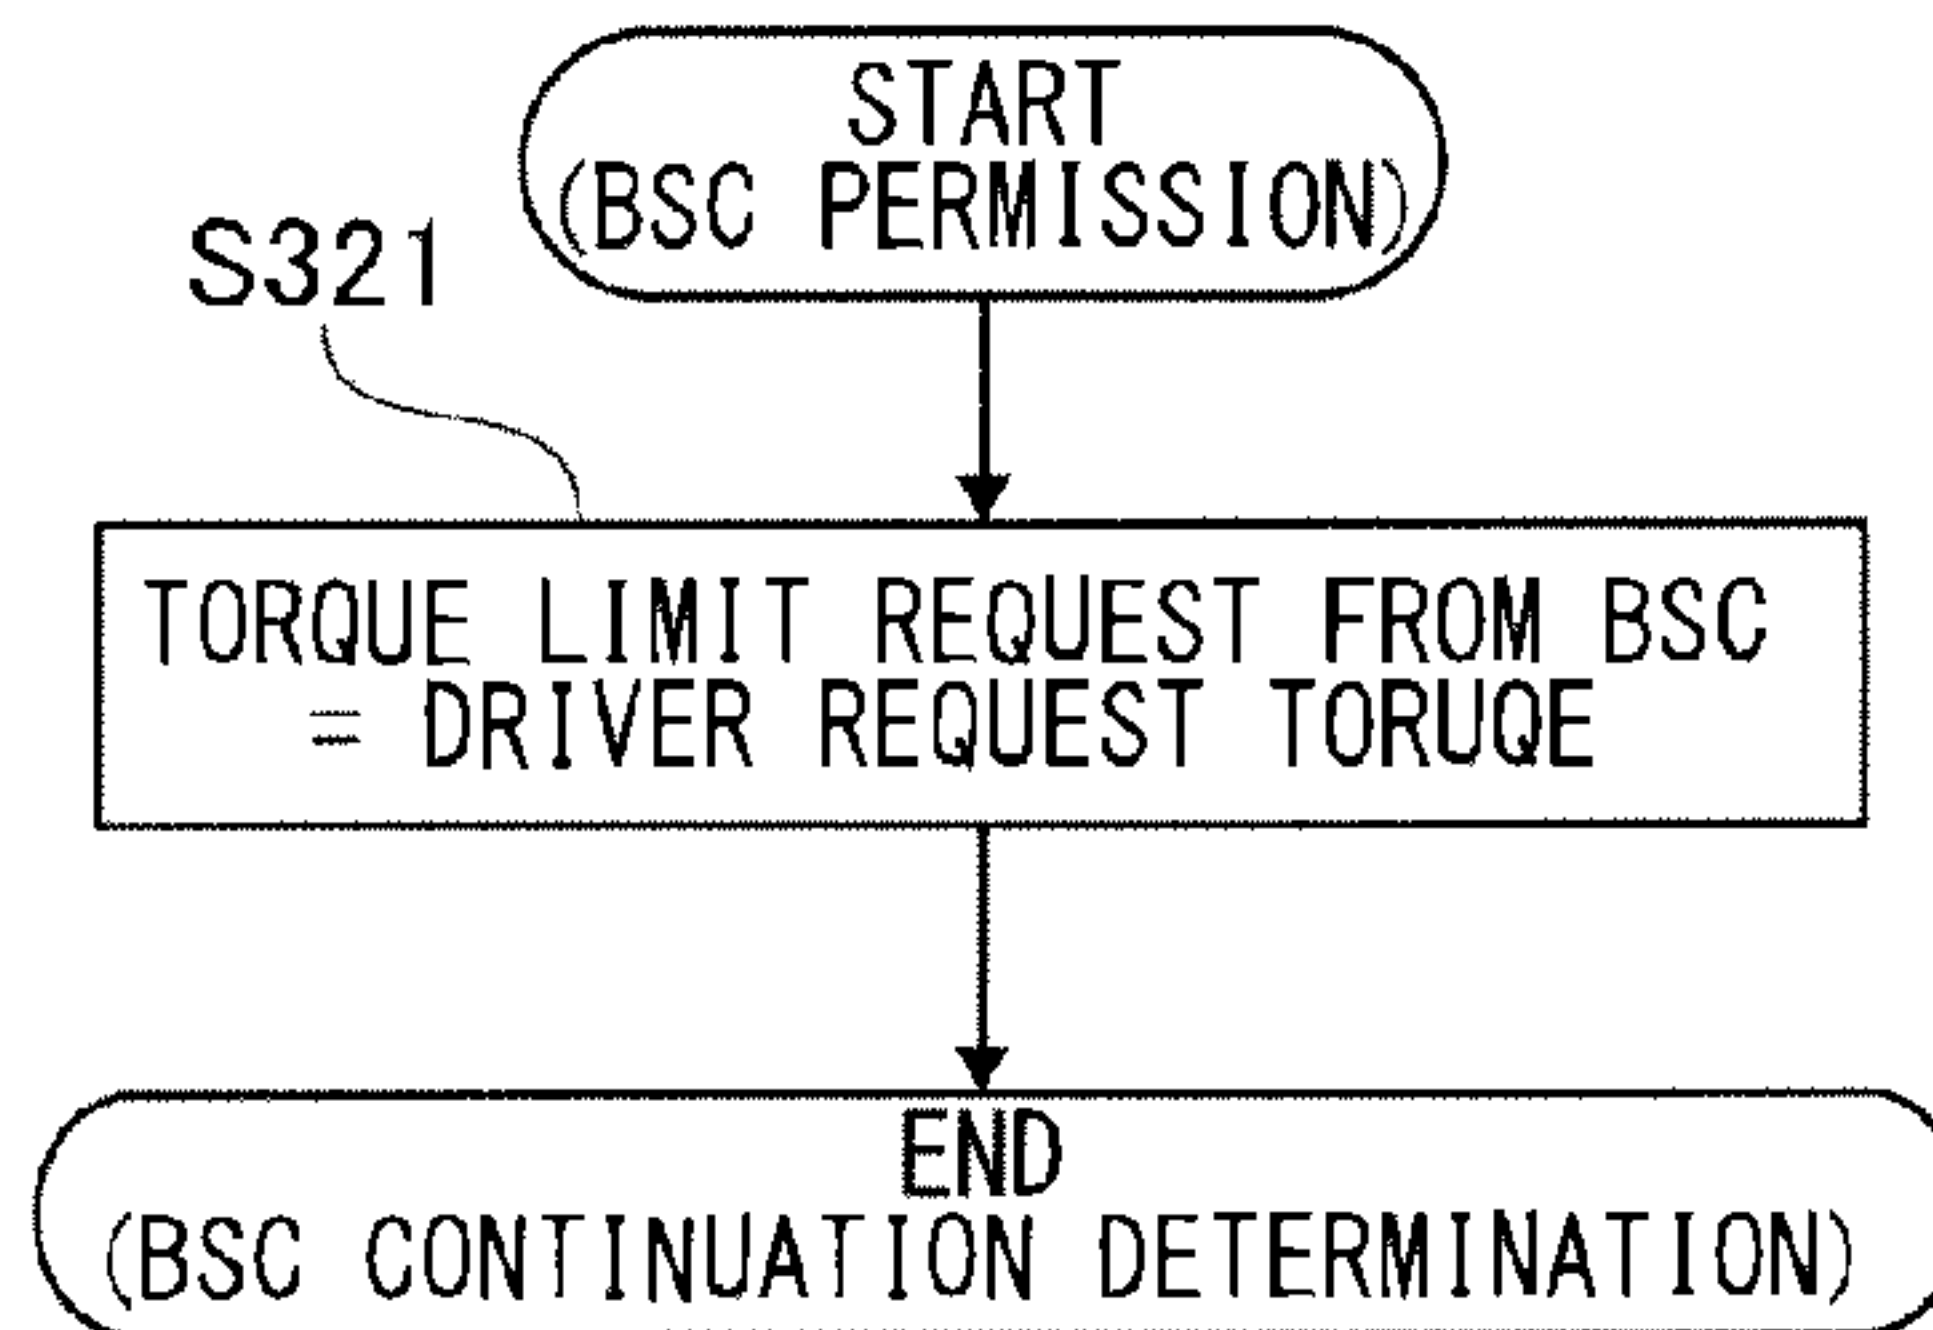 START
(BSC PERMISSION)
S321
TORQUE LIMIT REQUEST FROM BSC
= DRIVER REQUEST TORUQE
END
(BSC CONTINUATION DETERMINATION)